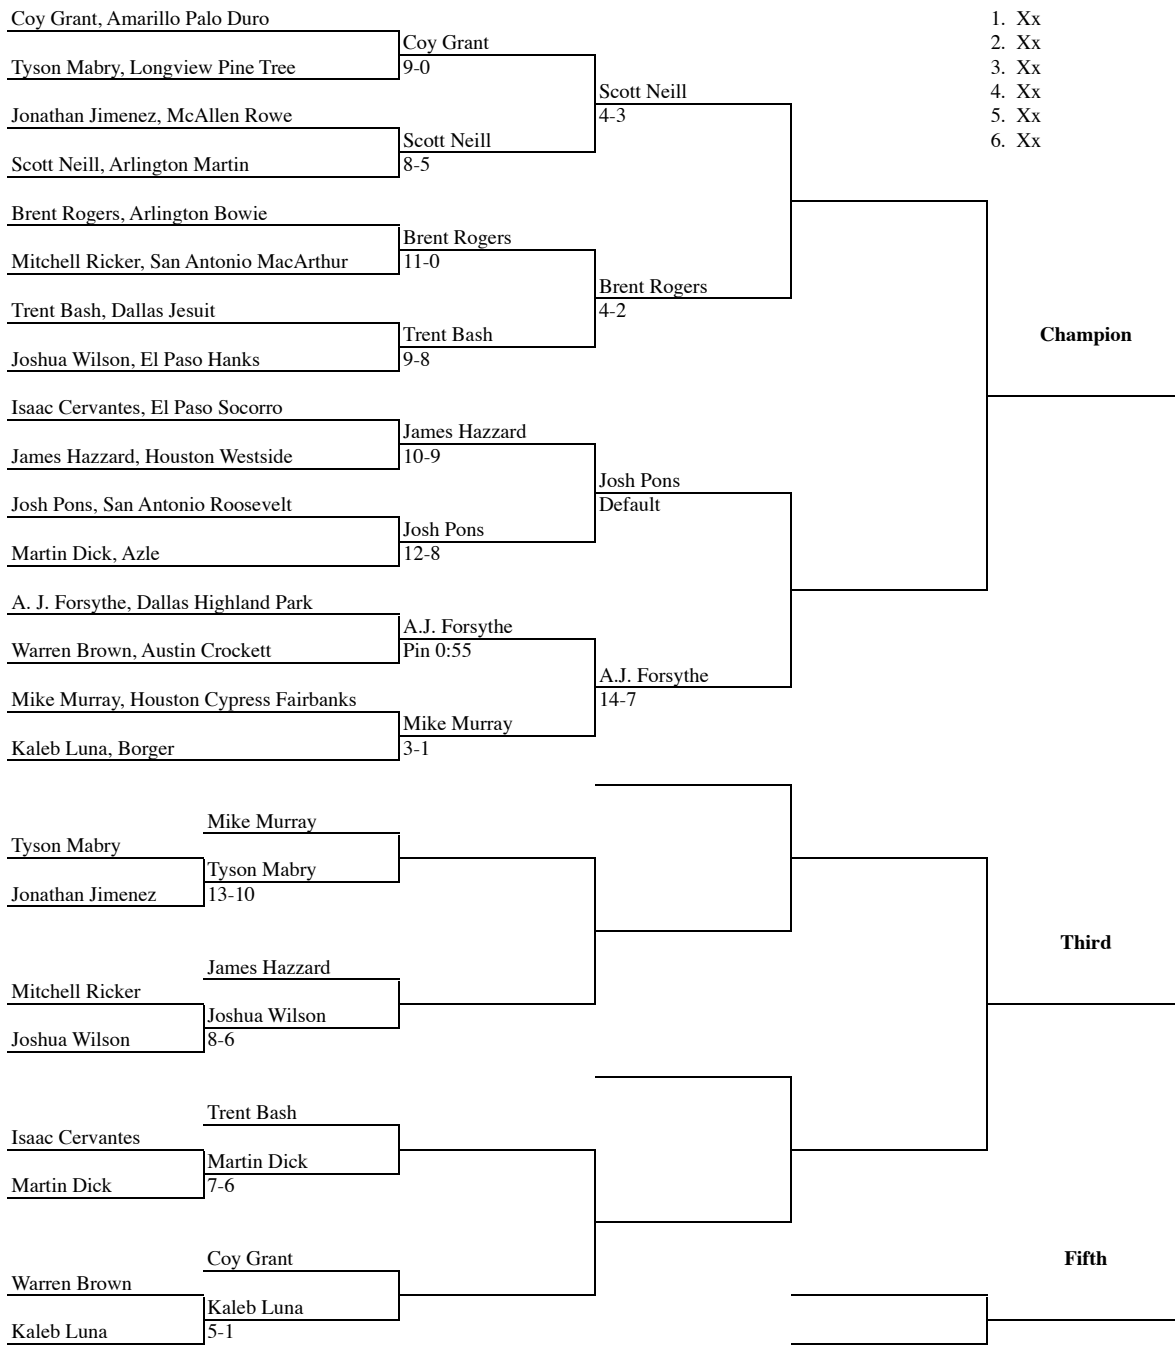 Coy Grant, Amarillo Palo Duro
1. Xx
Coy Grant
2. Xx
Tyson Mabry, Longview Pine Tree
9-0
3. Xx
Scott Neill
4. Xx
Jonathan Jimenez, McAllen Rowe
4-3
5. Xx
Scott Neill
6. Xx
Scott Neill, Arlington Martin
8-5
Brent Rogers, Arlington Bowie
Brent Rogers
Mitchell Ricker, San Antonio MacArthur
11-0
Brent Rogers
Trent Bash, Dallas Jesuit
4-2
Trent Bash
Champion
Joshua Wilson, El Paso Hanks
9-8
Isaac Cervantes, El Paso Socorro
James Hazzard
James Hazzard, Houston Westside
10-9
Josh Pons
Josh Pons, San Antonio Roosevelt
Default
Josh Pons
Martin Dick, Azle
12-8
A. J. Forsythe, Dallas Highland Park
A.J. Forsythe
Warren Brown, Austin Crockett
Pin 0:55
A.J. Forsythe
Mike Murray, Houston Cypress Fairbanks
14-7
Mike Murray
Kaleb Luna, Borger
3-1
Mike Murray
Tyson Mabry
Tyson Mabry
Jonathan Jimenez
13-10
Third
James Hazzard
Mitchell Ricker
Joshua Wilson
Joshua Wilson
8-6
Trent Bash
Isaac Cervantes
Martin Dick
Martin Dick
7-6
Coy Grant
Fifth
Warren Brown
Kaleb Luna
Kaleb Luna
5-1